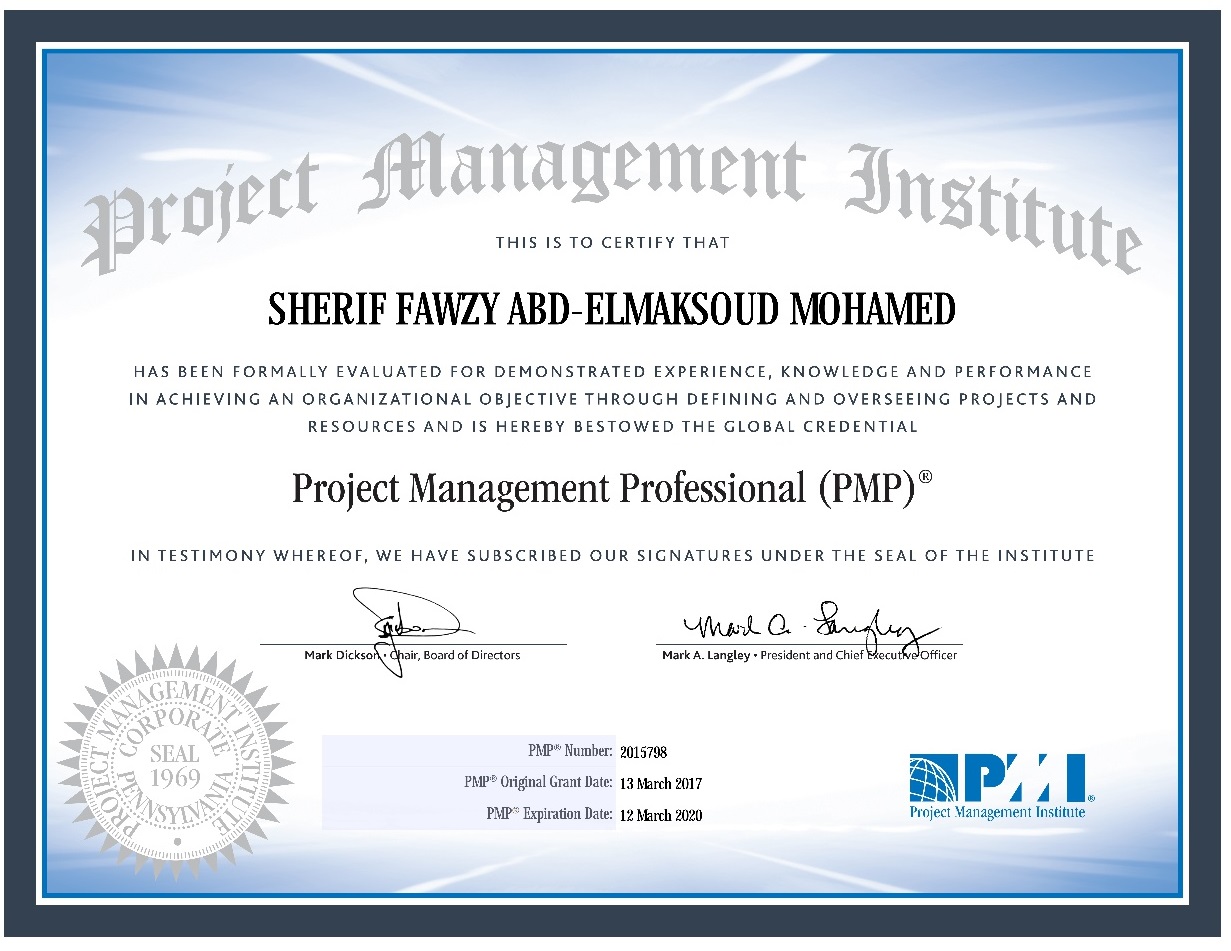 Project Management Institute
THIS IS TO CERTIFY THAT
SHERIF FAWZY ABD-ELMAKSOUD MOHAMED
HAS BEEN FORMALLY EVALUATED FOR DEMONSTRATED EXPERIENCE, KNOWLEDGE AND PERFORMANCE
IN ACHIEVING AN ORGANIZATIONAL OBJECTIVE THROUGH DEFINING AND OVERSEEING PROJECTS AND
RESOURCES AND IS HEREBY BESTOWED THE GLOBAL CREDENTIAL
Project Management Professional (PMP)®
IN TESTIMONY WHEREOF, WE HAVE SUBSCRIBED OUR SIGNATURES UNDER THE SEAL OF THE INSTITUTE
Mark A. Langley
Mark Dickson • Chair, Board of Directors
Mark A. Langley • President and Chief Executive Officer
PROJECT MANAGEMENT INSTITUTE
CORPORATE
SEAL
1969
PENNSYLVANIA
PMP® Number: 2015798
PMP® Original Grant Date: 13 March 2017
PMP® Expiration Date: 12 March 2020
PMI®
Project Management Institute